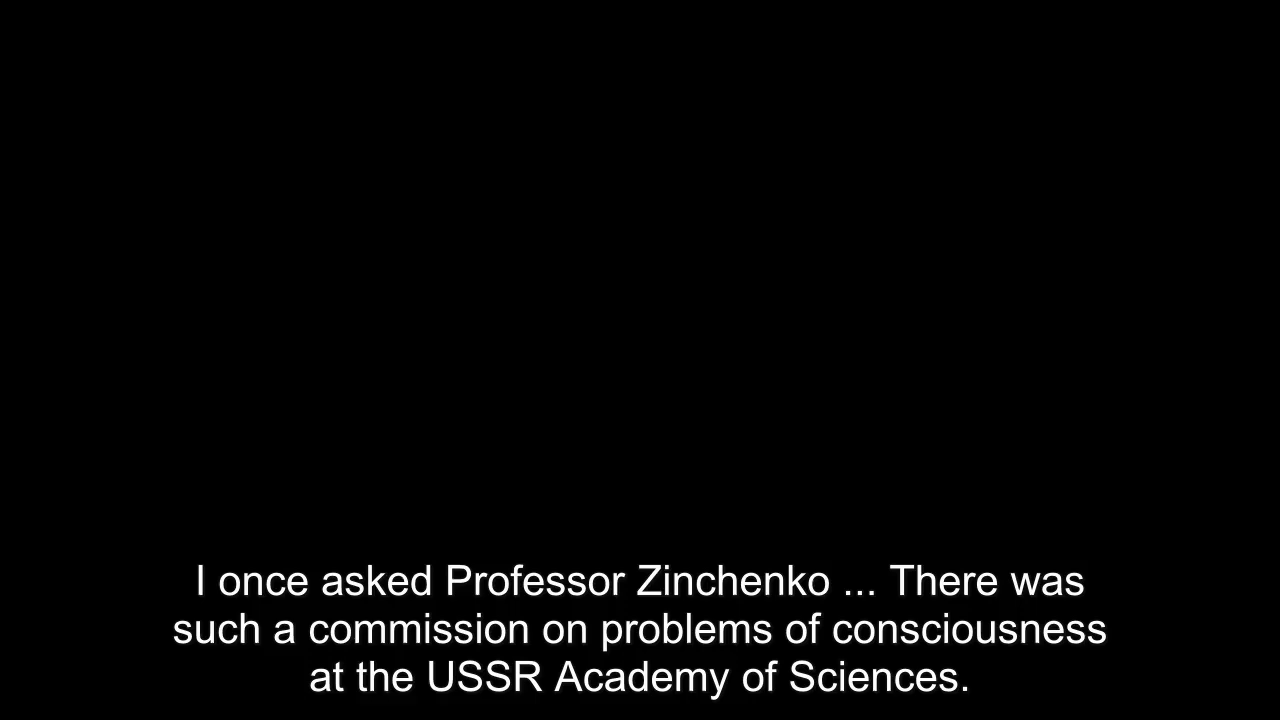 I once asked Professor Zinchenko ... There was
such a commission on problems of consciousness
at the USSR Academy of Sciences.